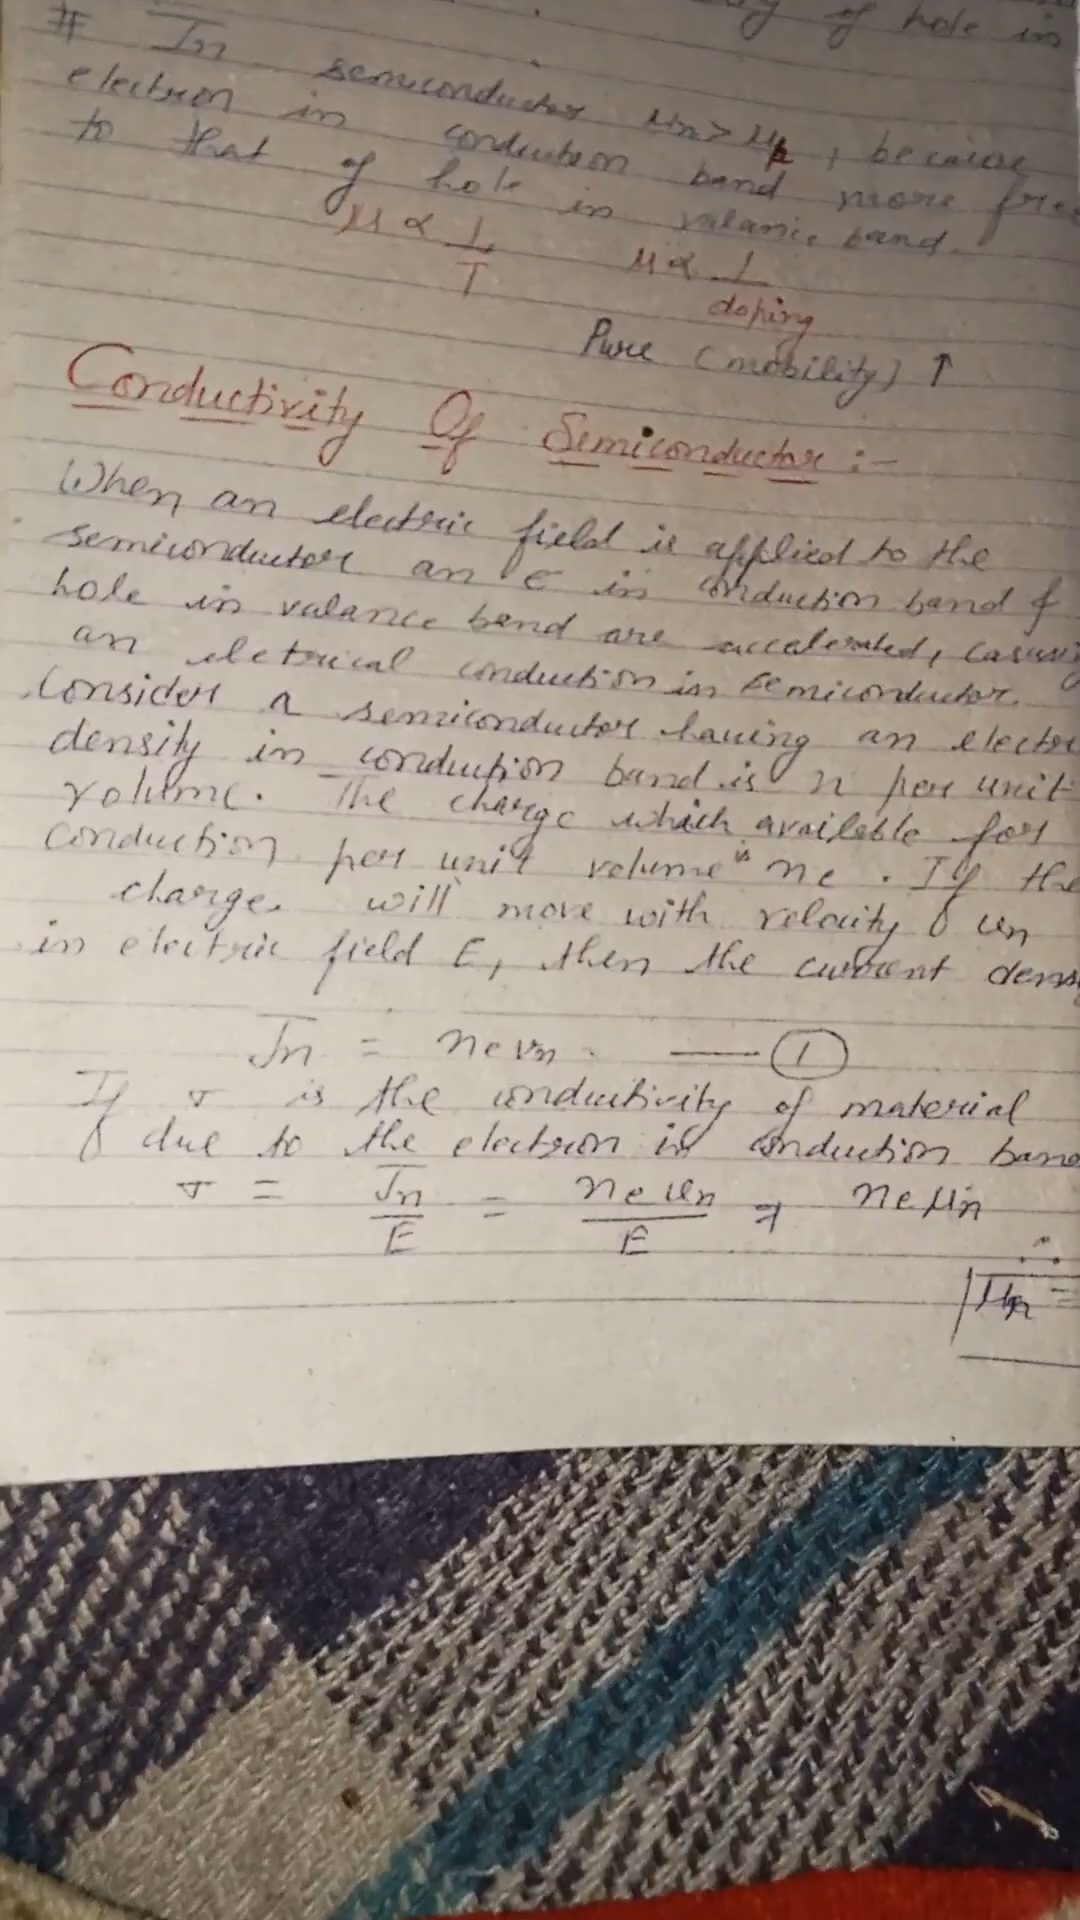 of hole in
# In semiconductor μn > μp, because
electron in conduction band more free
to that of hole in valance band.
μ ∝ 1/T μ ∝ 1/doping
Pure (mobility) ↑
Conductivity Of Semiconductor :-
When an electric field is applied to the
semiconductor an e⁻ in conduction band &
hole in valance band are accelerated, casuing
an eletrical conduction in semiconductor.
Consider a semiconductor having an electr
density in conduction band is n per unit
volume. The charge which available for
conduction per unit volume is ne. If the
charge will move with velocity vn
in electric field E, then the current dens
Jn = nevn. —— ①
If σ is the conductivity of material
due to the electron in conduction band
σ = Jn/E = nevn/E ⇒ neμn
∴
μn =